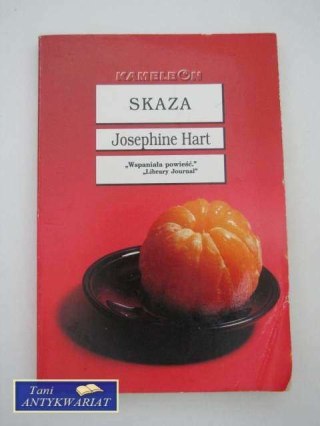 KAMELEON
SKAZA
Josephine Hart
„Wspaniała powieść.”
„Library Journal”
Tani
ANTYKWARIAT